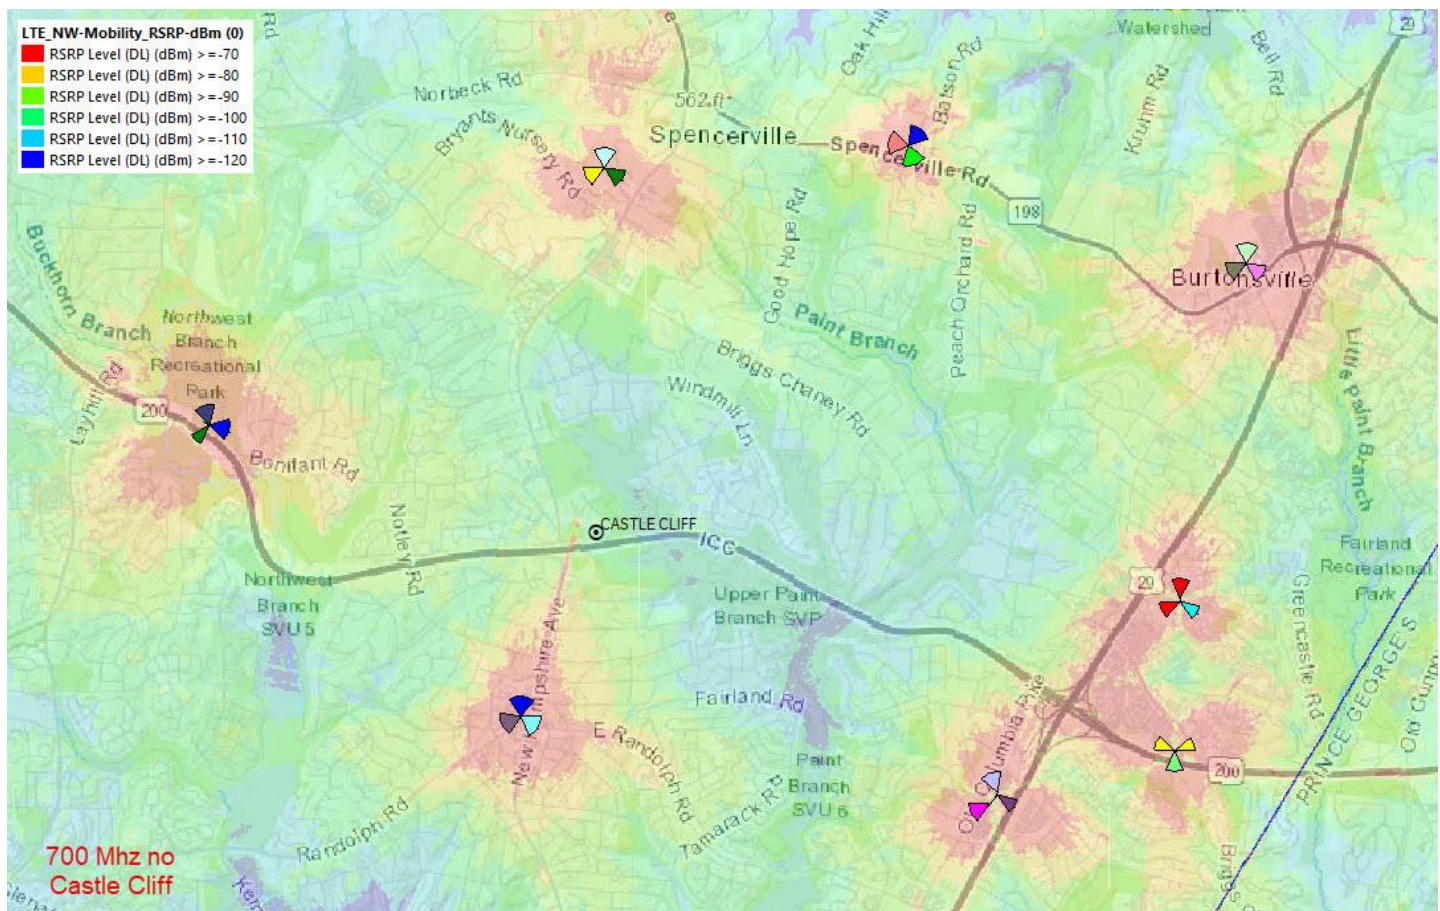 LTE_NW-Mobility_RSRP-dBm (0)
RSRP Level (DL) (dBm) >=-70
RSRP Level (DL) (dBm) >=-80
RSRP Level (DL) (dBm) >=-90
RSRP Level (DL) (dBm) >=-100
RSRP Level (DL) (dBm) >=-110
RSRP Level (DL) (dBm) >=-120
Rd
Oak Hill
Batson Rd
Watershed
Bell Rd
29
Norbeck Rd
562 ft
Kruhm Rd
Bryants Nursery Rd
Spencerville
Spencerville Rd
198
Good Hope Rd
Peach Orchard Rd
Burtonsville
Buckhorn Branch
Northwest
Branch
Recreational
Park
Paint Branch
Little Paint Branch
Briggs Chaney Rd
Windmill Ln
Layhill Rd
200
Bonifant Rd
Notley Rd
CASTLE CLIFF
ICC
Fairland
Recreational
Park
Northwest
Branch
SVU 5
Upper Paint
Branch SVP
29
Greencastle Rd
New Hampshire Ave
Fairland Rd
Columbia Pike
PRINCE GEORGE'S
E Randolph Rd
Paint
Branch
SVU 6
200
Randolph Rd
Tamarack Rd
700 Mhz no
Castle Cliff